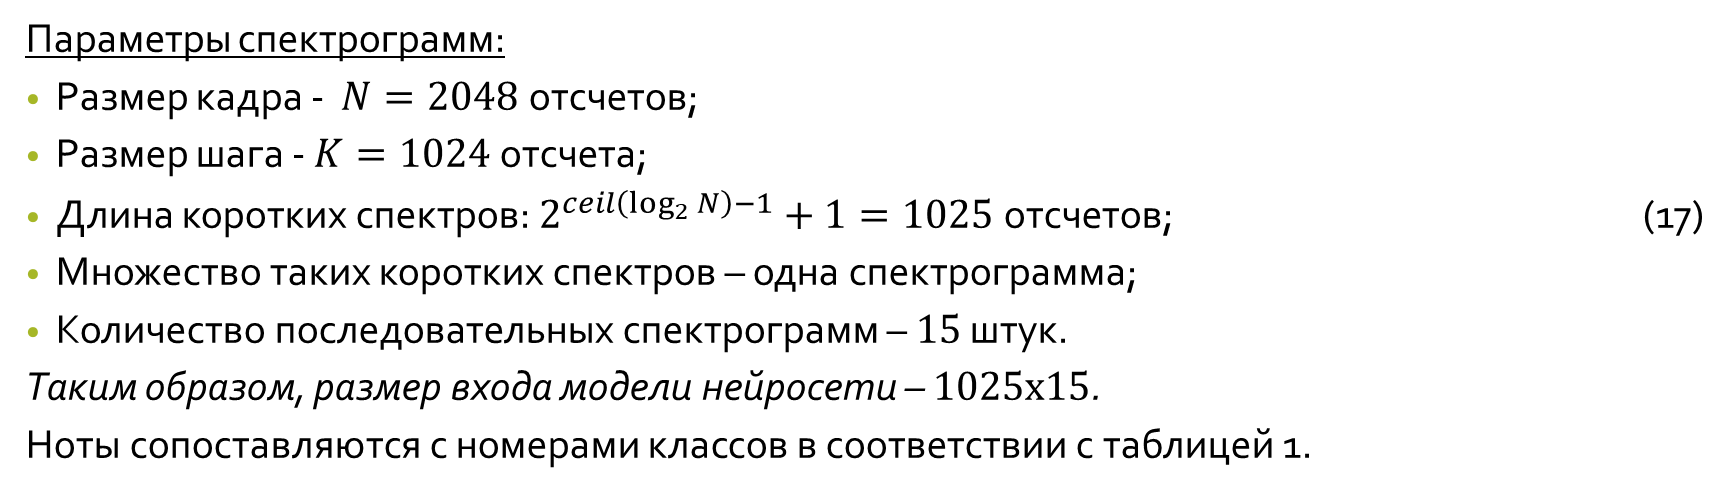 Параметры спектрограмм:
• Размер кадра - N = 2048 отсчетов;
• Размер шага - K = 1024 отсчета;
• Длина коротких спектров: 2^{ceil(log₂ N)−1} + 1 = 1025 отсчетов; (17)
• Множество таких коротких спектров – одна спектрограмма;
• Количество последовательных спектрограмм – 15 штук.
Таким образом, размер входа модели нейросети – 1025x15.
Ноты сопоставляются с номерами классов в соответствии с таблицей 1.